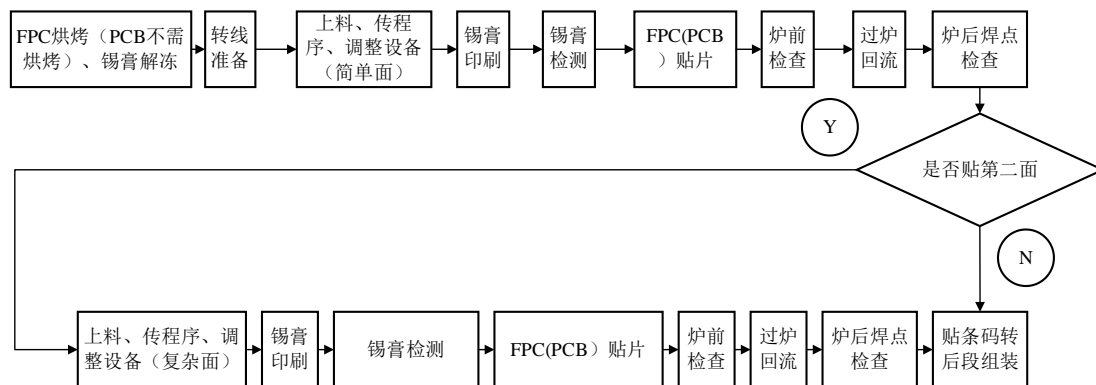 FPC烘烤（PCB不需
烘烤）、锡膏解冻
转线
准备
上料、传程
序、调整设备
（简单面）
锡膏
印刷
锡膏
检测
FPC(PCB
）贴片
炉前
检查
过炉
回流
炉后焊点
检查
Y
是否贴第二面
N
上料、传程序、调
整设备（复杂面）
锡膏
印刷
锡膏检测
FPC(PCB）贴片
炉前
检查
过炉
回流
炉后焊点
检查
贴条码转
后段组装